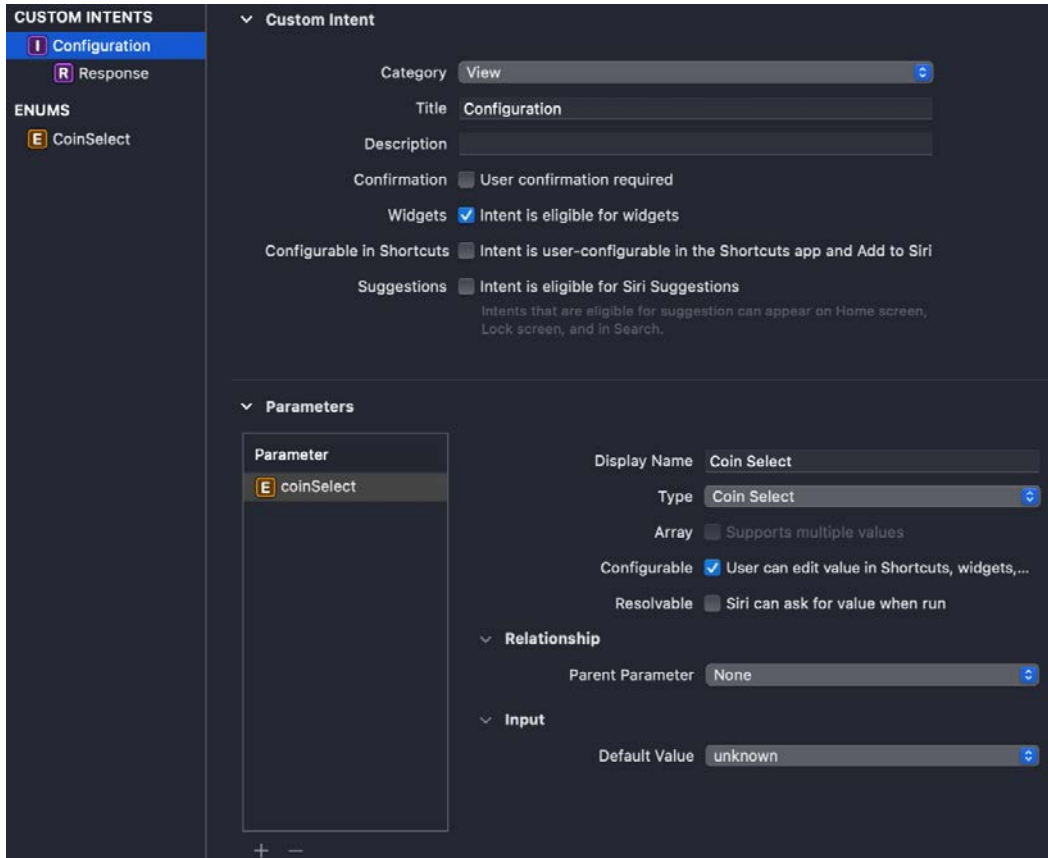 CUSTOM INTENTS
I Configuration
R Response
ENUMS
E CoinSelect
Custom Intent
Category View
Title Configuration
Description
Confirmation User confirmation required
Widgets Intent is eligible for widgets
Configurable in Shortcuts Intent is user-configurable in the Shortcuts app and Add to Siri
Suggestions Intent is eligible for Siri Suggestions
Intents that are eligible for suggestion can appear on Home screen,
Lock screen, and in Search.
Parameters
Parameter
E coinSelect
Display Name Coin Select
Type Coin Select
Array Supports multiple values
Configurable User can edit value in Shortcuts, widgets,...
Resolvable Siri can ask for value when run
Relationship
Parent Parameter None
Input
Default Value unknown